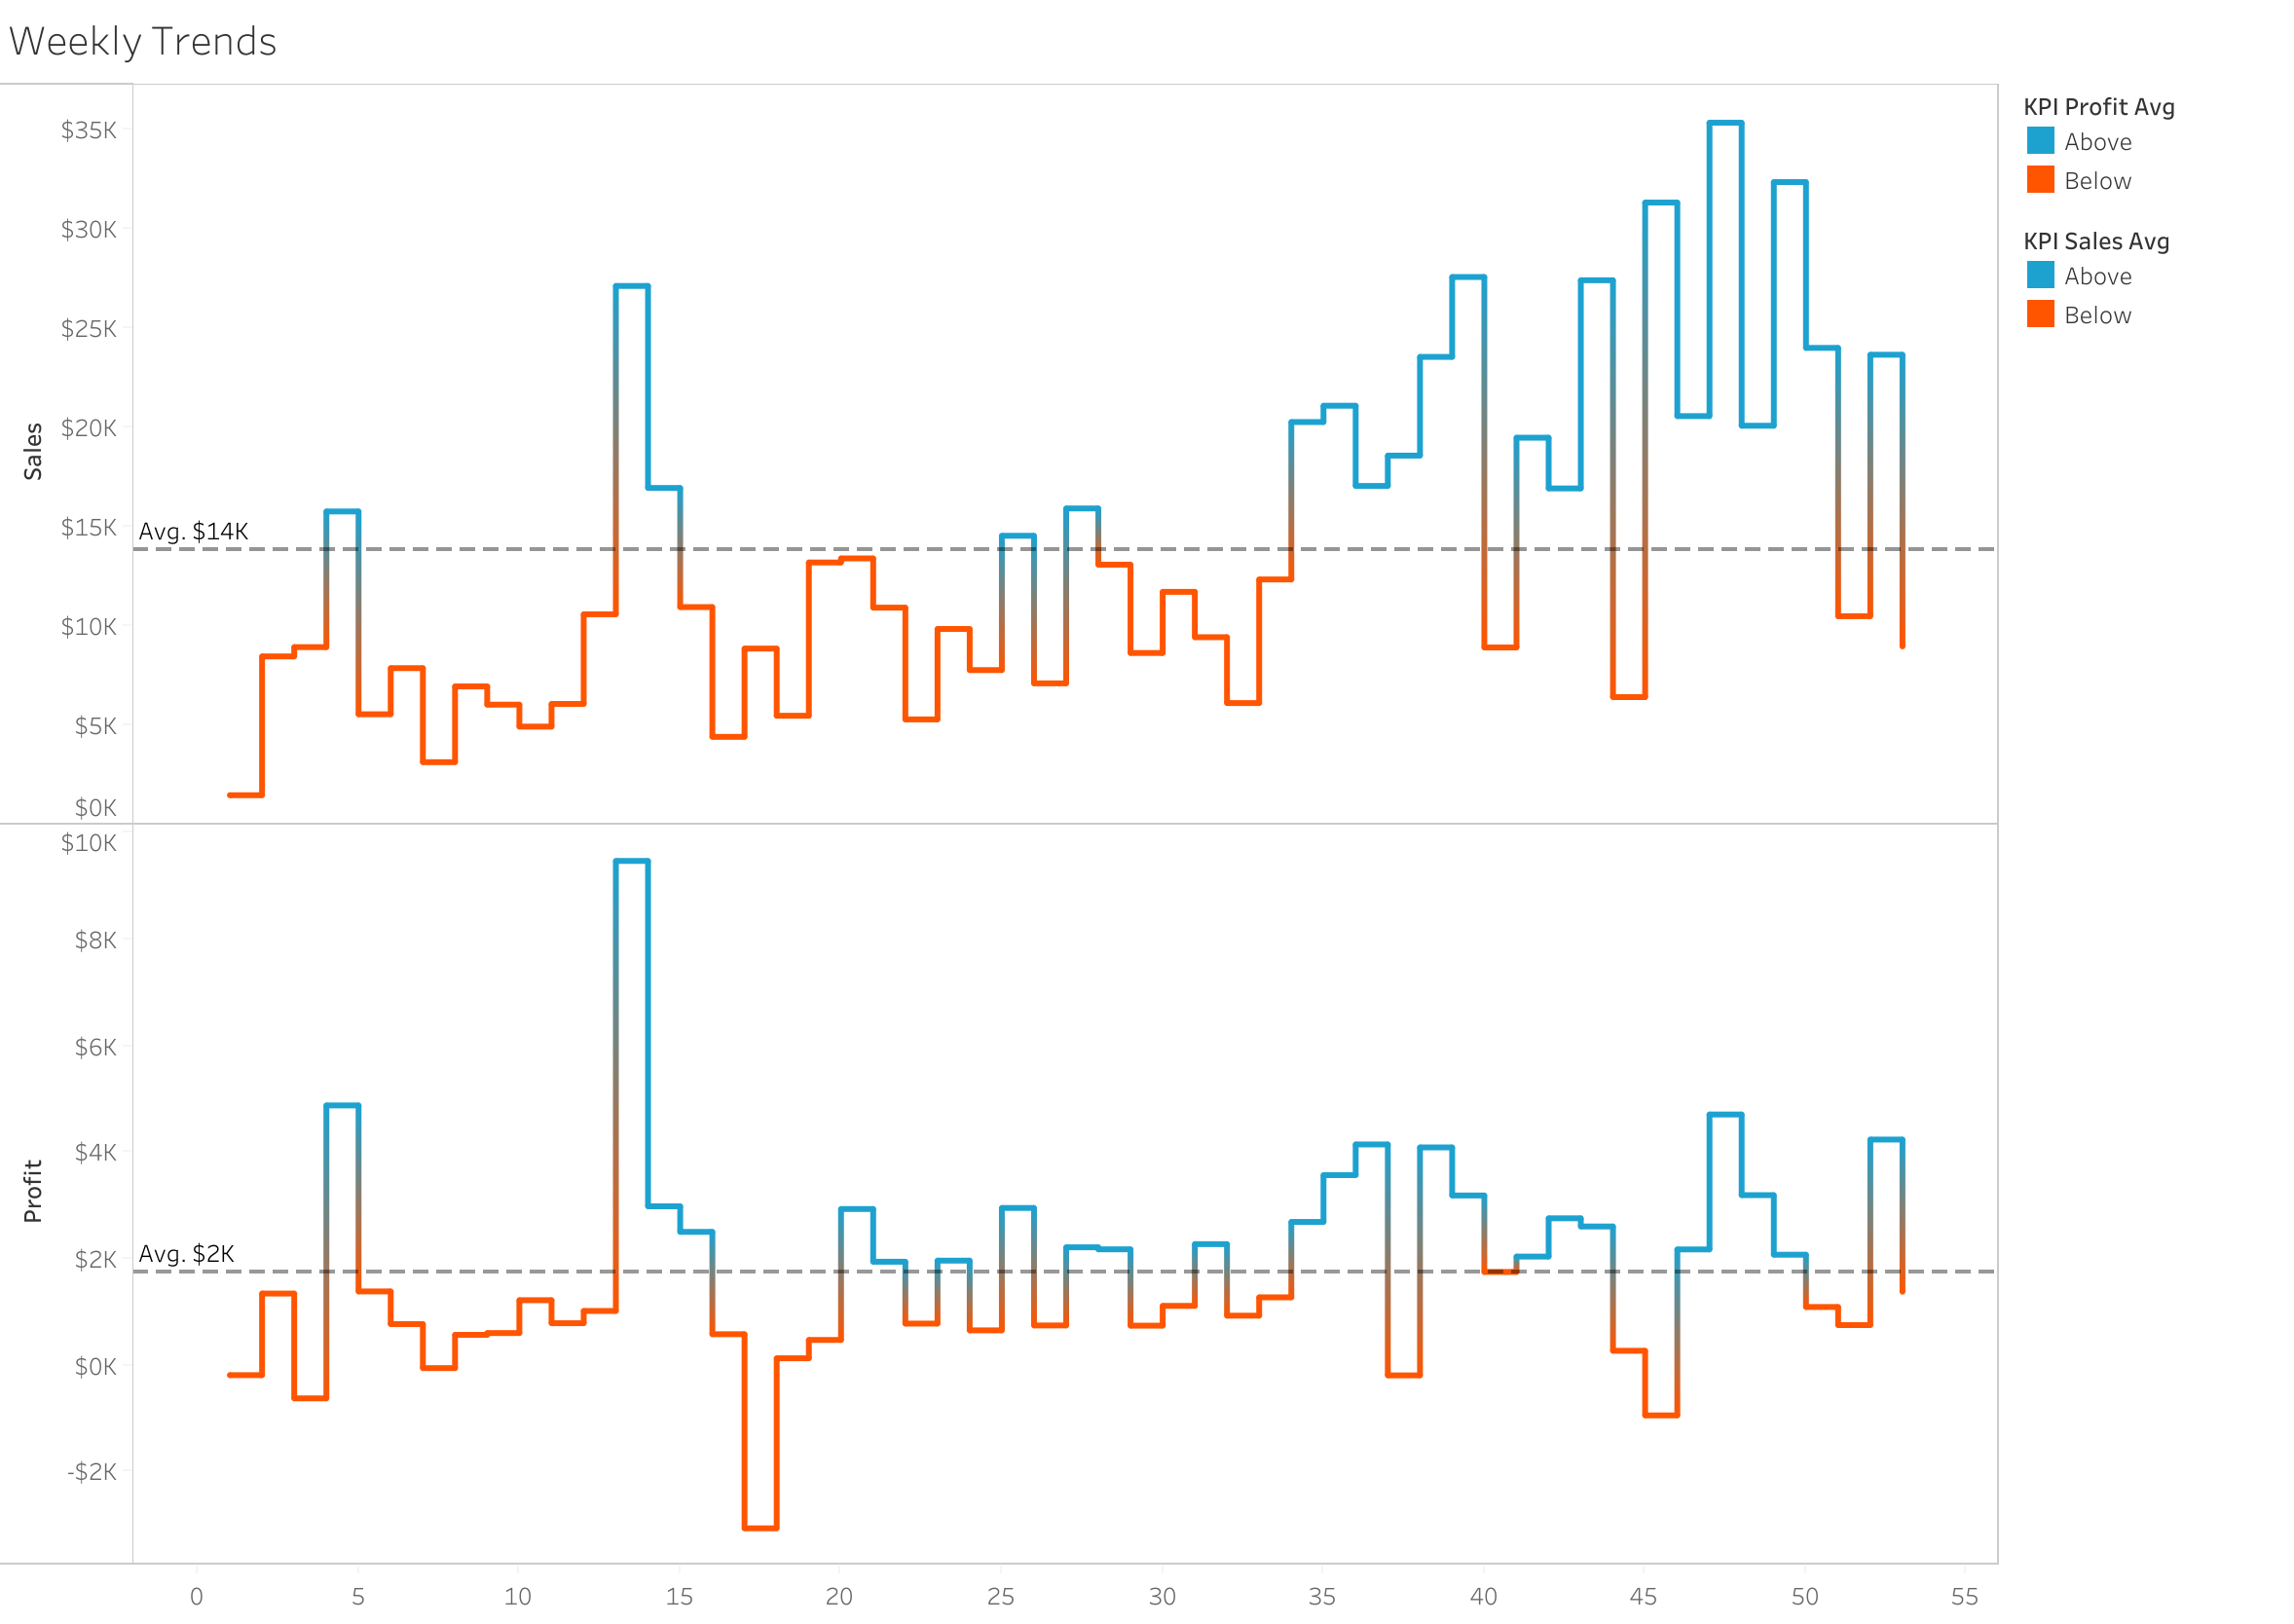 Weekly Trends
Sales
$35K
$30K
$25K
$20K
$15K
$10K
$5K
$0K
Avg. $14K
Profit
$10K
$8K
$6K
$4K
$2K
$0K
-$2K
Avg. $2K
0 5 10 15 20 25 30 35 40 45 50 55
KPI Profit Avg
Above
Below
KPI Sales Avg
Above
Below